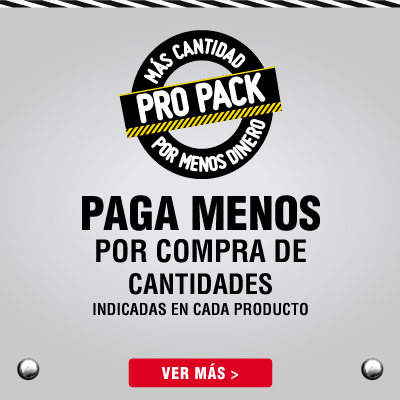 MÁS CANTIDAD
PRO PACK
POR MENOS DINERO
PAGA MENOS
POR COMPRA DE
CANTIDADES
INDICADAS EN CADA PRODUCTO
VER MÁS >